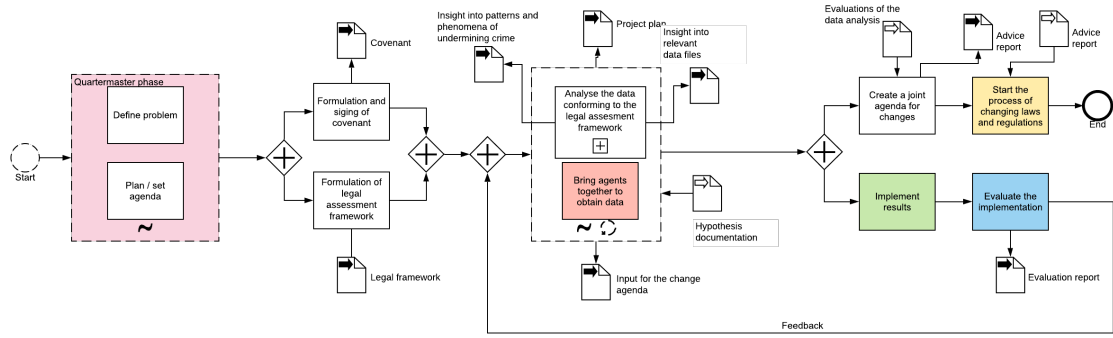 Start
Quartermaster phase
Define problem
Plan / set
agenda
Covenant
Formulation and
siging of
covenant
Formulation of
legal
assessment
framework
Legal framework
Insight into patterns and
phenomena of
undermining crime
Project plan
Insight into
relevant
data files
Analyse the data
conforming to the
legal assesment
framework
Bring agents
together to
obtain data
Hypothesis
documentation
Input for the change
agenda
Evaluations of the
data analysis
Advice
report
Advice
report
Create a joint
agenda for
changes
Start the
process of
changing laws
and regulations
End
Implement
results
Evaluate the
implementation
Evaluation report
Feedback